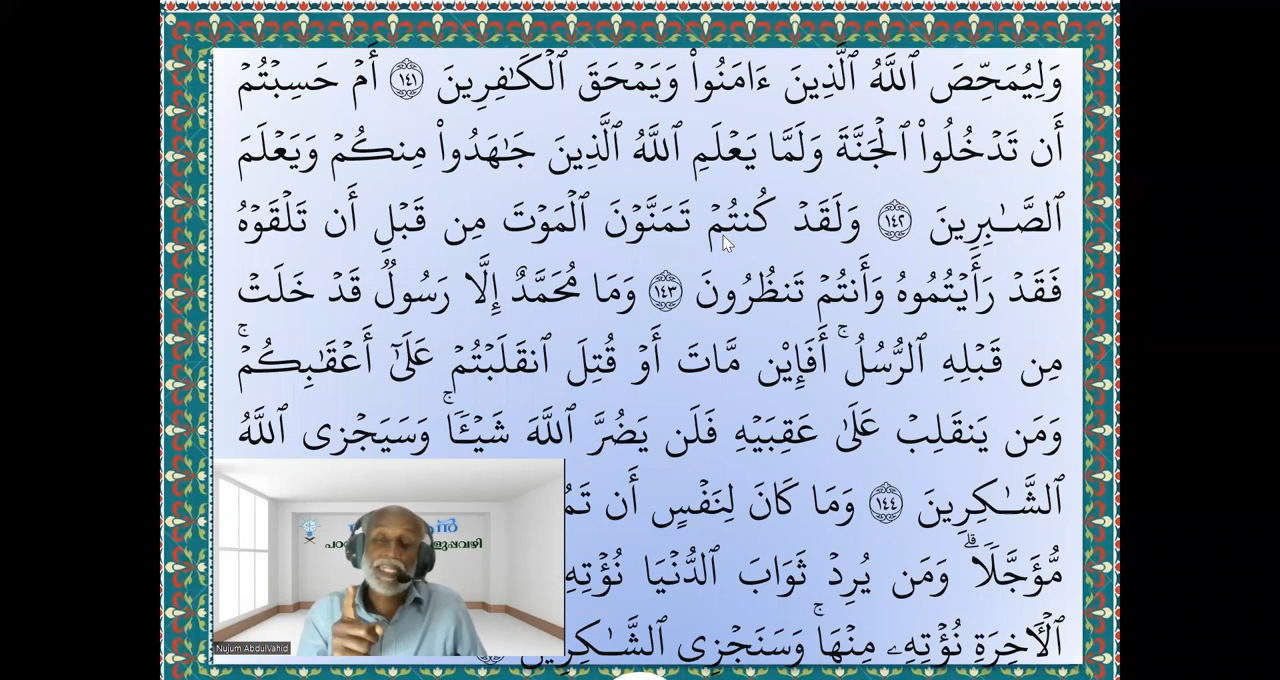 وَلِيُمَحِّصَ ٱللَّهُ ٱلَّذِينَ ءَامَنُوا۟ وَيَمْحَقَ ٱلْكَـٰفِرِينَ ١٤١ أَمْ حَسِبْتُمْ
أَن تَدْخُلُوا۟ ٱلْجَنَّةَ وَلَمَّا يَعْلَمِ ٱللَّهُ ٱلَّذِينَ جَـٰهَدُوا۟ مِنكُمْ وَيَعْلَمَ
ٱلصَّـٰبِرِينَ ١٤٢ وَلَقَدْ كُنتُمْ تَمَنَّوْنَ ٱلْمَوْتَ مِن قَبْلِ أَن تَلْقَوْهُ
فَقَدْ رَأَيْتُمُوهُ وَأَنتُمْ تَنظُرُونَ ١٤٣ وَمَا مُحَمَّدٌ إِلَّا رَسُولٌ قَدْ خَلَتْ
مِن قَبْلِهِ ٱلرُّسُلُ ۚ أَفَإِي۟ن مَّاتَ أَوْ قُتِلَ ٱنقَلَبْتُمْ عَلَىٰٓ أَعْقَـٰبِكُمْ ۚ
وَمَن يَنقَلِبْ عَلَىٰ عَقِبَيْهِ فَلَن يَضُرَّ ٱللَّهَ شَيْـًٔا ۗ وَسَيَجْزِى ٱللَّهُ
ٱلشَّـٰكِرِينَ ١٤٤ وَمَا كَانَ لِنَفْسٍ أَن
مُّؤَجَّلًا ۗ وَمَن يُرِدْ ثَوَابَ ٱلدُّنْيَا نُؤْتِهِ
ٱلْـَٔاخِرَةِ نُؤْتِهِۦ مِنْهَا ۚ وَسَنَجْزِى ٱلشَّـٰكِرِينَ
Nujum AbdulVahid